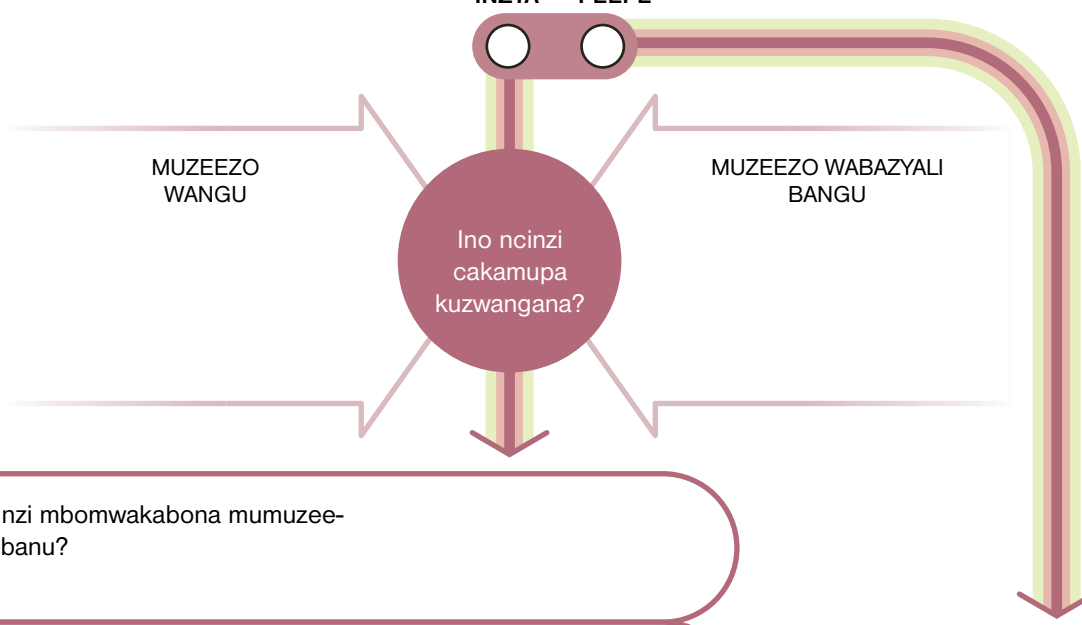 MUZEEZO
WANGU
MUZEEZO WABAZYALI
BANGU
Ino ncinzi
cakamupa
kuzwangana?
nzi mbomwakabona mumuzee-
banu?